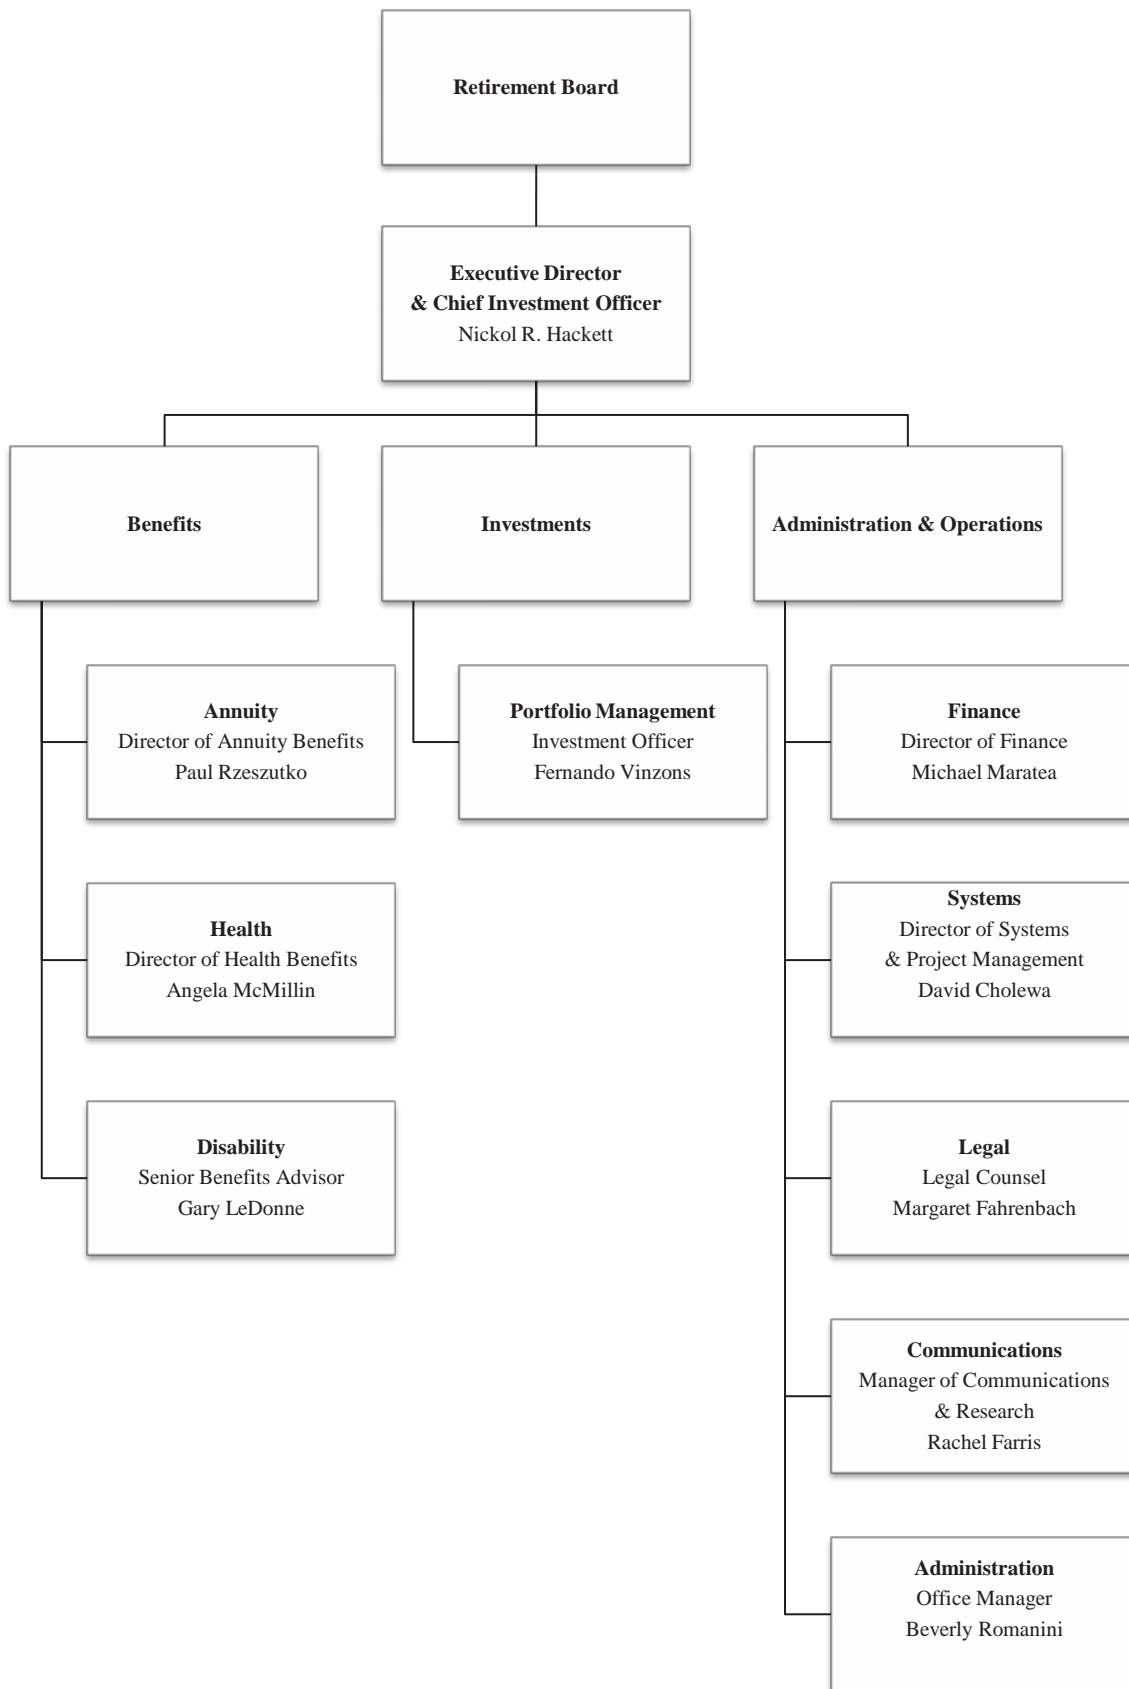 Retirement Board
Executive Director
& Chief Investment Officer
Nickol R. Hackett
Benefits
Investments
Administration & Operations
Annuity
Director of Annuity Benefits
Paul Rzeszutko
Portfolio Management
Investment Officer
Fernando Vinzons
Finance
Director of Finance
Michael Maratea
Health
Director of Health Benefits
Angela McMillin
Systems
Director of Systems
& Project Management
David Cholewa
Disability
Senior Benefits Advisor
Gary LeDonne
Legal
Legal Counsel
Margaret Fahrenbach
Communications
Manager of Communications
& Research
Rachel Farris
Administration
Office Manager
Beverly Romanini